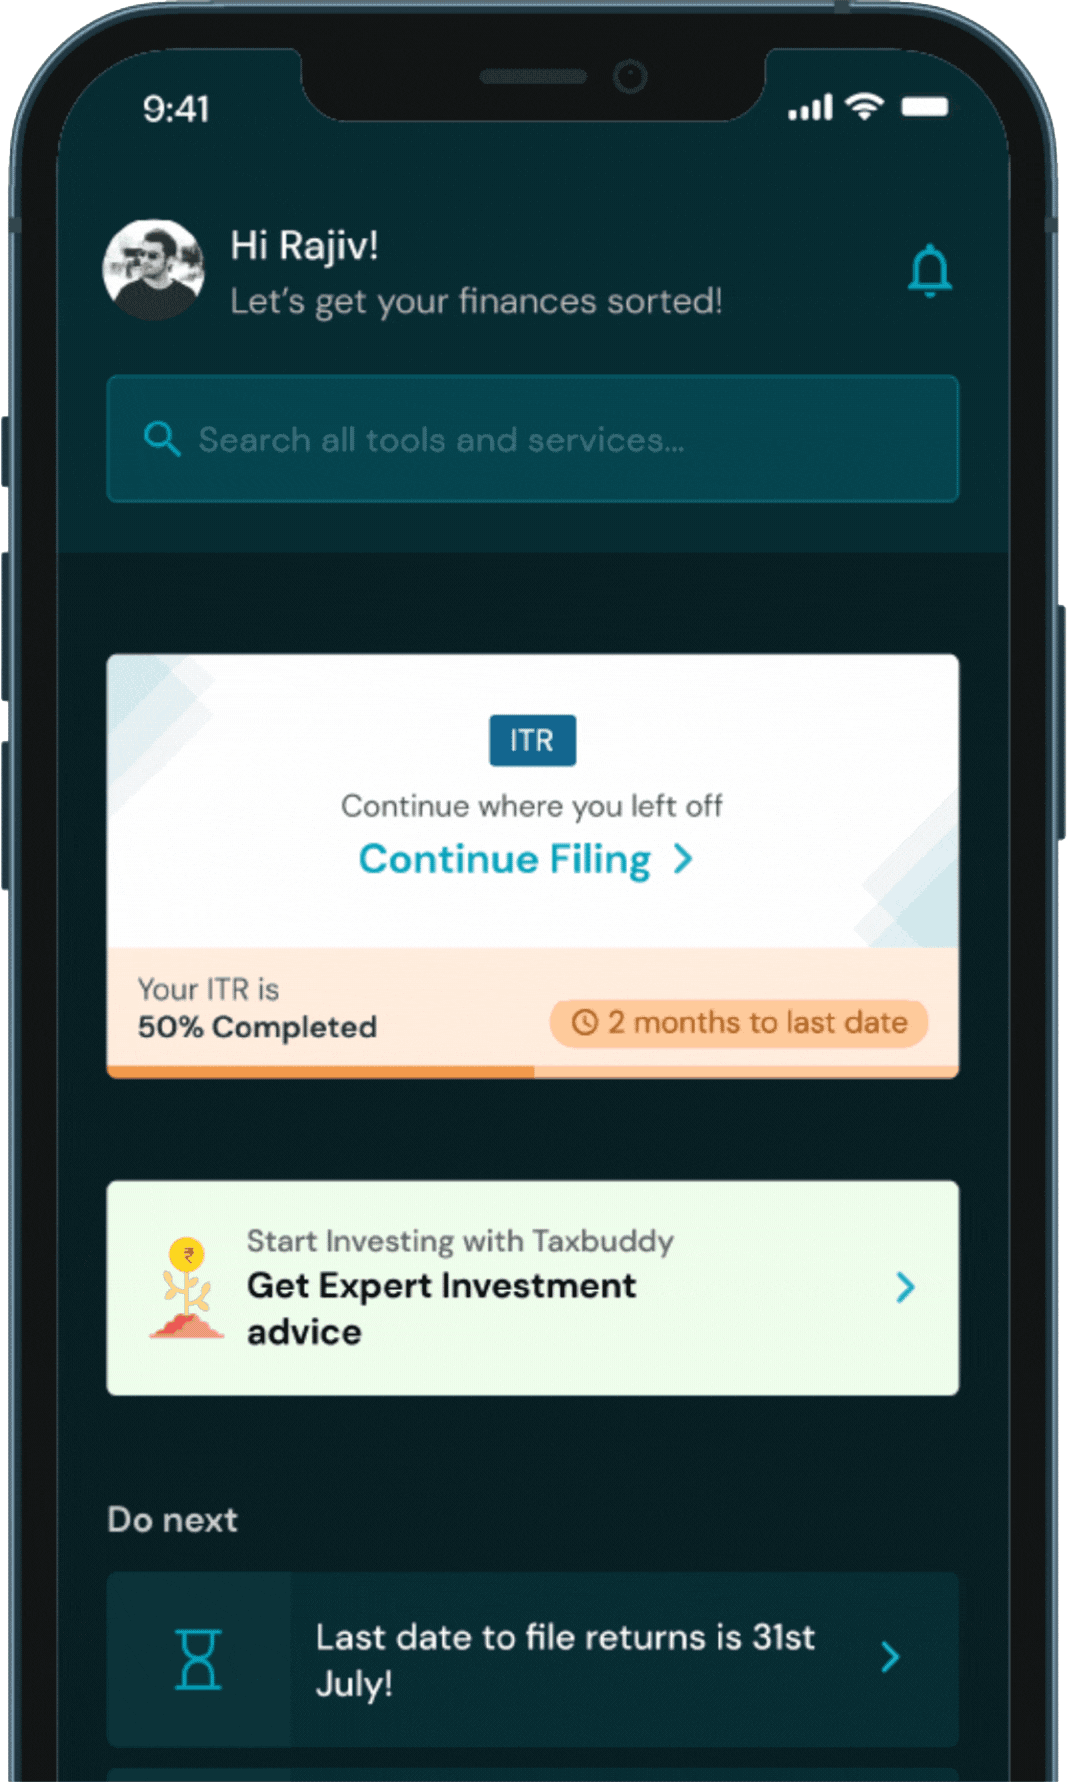 9:41
Hi Rajiv!
Let's get your finances sorted!
Search all tools and services...
ITR
Continue where you left off
Continue Filing
Your ITR is
50% Completed
2 months to last date
₹
Start Investing with Taxbuddy
Get Expert Investment
advice
Do next
Last date to file returns is 31st
July!